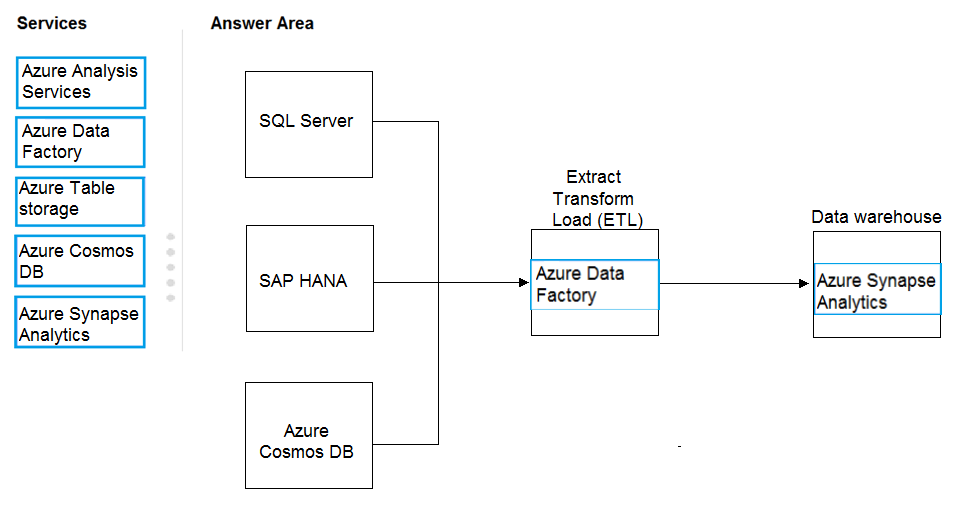 Services
Answer Area
Azure Analysis
Services
Azure Data
Factory
Azure Table
storage
Azure Cosmos
DB
Azure Synapse
Analytics
SQL Server
SAP HANA
Azure
Cosmos DB
Extract
Transform
Load (ETL)
Azure Data
Factory
Data warehouse
Azure Synapse
Analytics